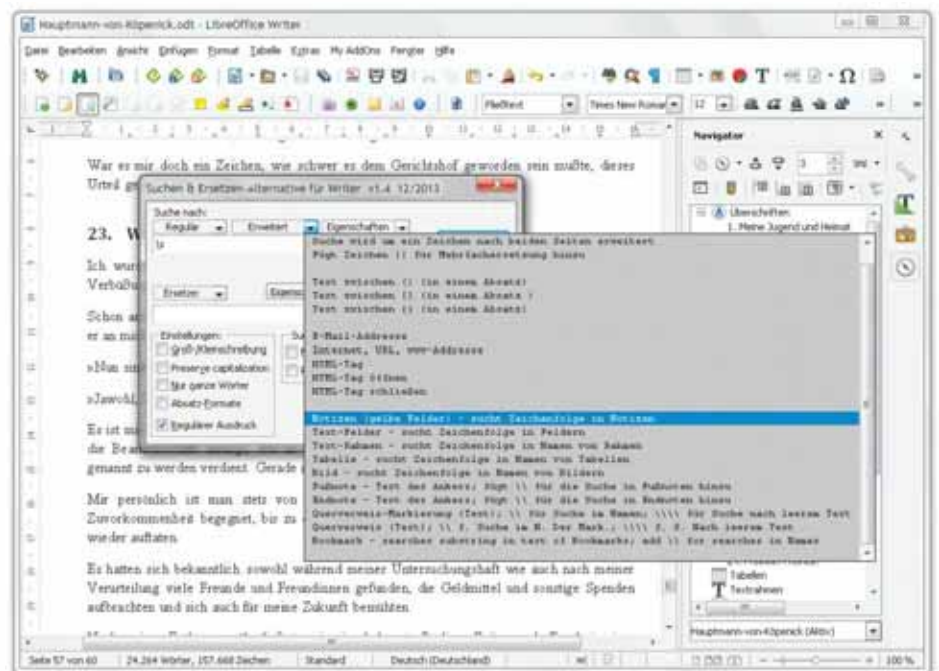 Hauptmann-von-Köpenick.odt - LibreOffice Writer
Datei Bearbeiten Ansicht Einfügen Format Tabelle Extras My AddOns Fenster Hilfe
Fließtext Times New Roman 12
Navigator
War es mir doch ein Zeichen, wie schwer es dem Gerichtshof geworden sein mußte, dieses
Urteil
Suchen & Ersetzen Alternative für Writer v1.4 12/2013
Überschriften
1. Meine Jugend und Heimat
Suche nach:
Regulär Erweitert Eigenschaften
23. W
Ich wur
Verbüßu
Suche wird um ein Zeichen nach beiden Seiten erweitert
Füge Zeichen || für Mehrfachersetzung hinzu
Text zwischen () (in einem Absatz)
Text zwischen [] (in einem Absatz )
Text zwischen {} (in einem Absatz)
Ersetze:
Schon an
er an mi
E-Mail-Addresse
Internet, URL, www-Addresse
HTML-Tag
HTML-Tag öffnen
HTML-Tag schließen
Einstellungen:
Groß-/Kleinschreibung
Preserve capitalization
Nur ganze Wörter
Absatz-Formate
Regulärer Ausdruck
»Nun
»Jawohl,
Notizen (gelbe Felder) - sucht Zeichenfolge in Notizen
Text-Felder - sucht Zeichenfolge in Feldern
Text-Rahmen - sucht Zeichenfolge in Namen von Rahmen
Tabelle - sucht Zeichenfolge in Namen von Tabellen
Bild - sucht Zeichenfolge in Namen von Bildern
Fußnote - Text des Ankers; Fügt \\ für die Suche in Fußnoten hinzu
Endnote - Text des Ankers; Fügt \\ für die Suche in Endnoten hinzu
Querverweis-Markierung (Text); \\ für Suche im Namen; \\\\ für Suche nach leerem Text
Querverweis (Text); \\ f. Suche im N. Der Mark.; \\\\ f. S. Nach leerem Text
Bookmark - searches substring in text of Bookmarks; add \\ for searches in Names
Er ist
die Bea
genannt zu werden verdient. Gerade
Mir persönlich ist man stets von
Zuvorkommenheit begegnet, bis zu
wieder auftaten.
Es hatten sich bekanntlich sowohl während meiner Untersuchungshaft wie auch nach meiner
Verurteilung viele Freunde und Freundinnen gefunden, die Geldmittel und sonstige Spenden
aufbrachten und sich auch für meine Zukunft bemühten.
Tabellen
Textrahmen
Hauptmann-von-Köpenick (Aktiv)
Seite 57 von 60 24.264 Wörter, 157.668 Zeichen Standard Deutsch (Deutschland) 100%